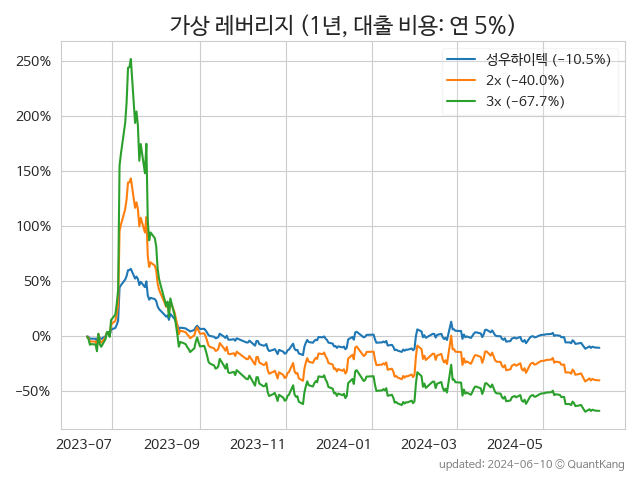 가상 레버리지 (1년, 대출 비용: 연 5%)
성우하이텍 (−10.5%)
2x (−40.0%)
3x (−67.7%)
250%
200%
150%
100%
50%
0%
−50%
2023-07
2023-09
2023-11
2024-01
2024-03
2024-05
updated: 2024-06-10 © QuantKang